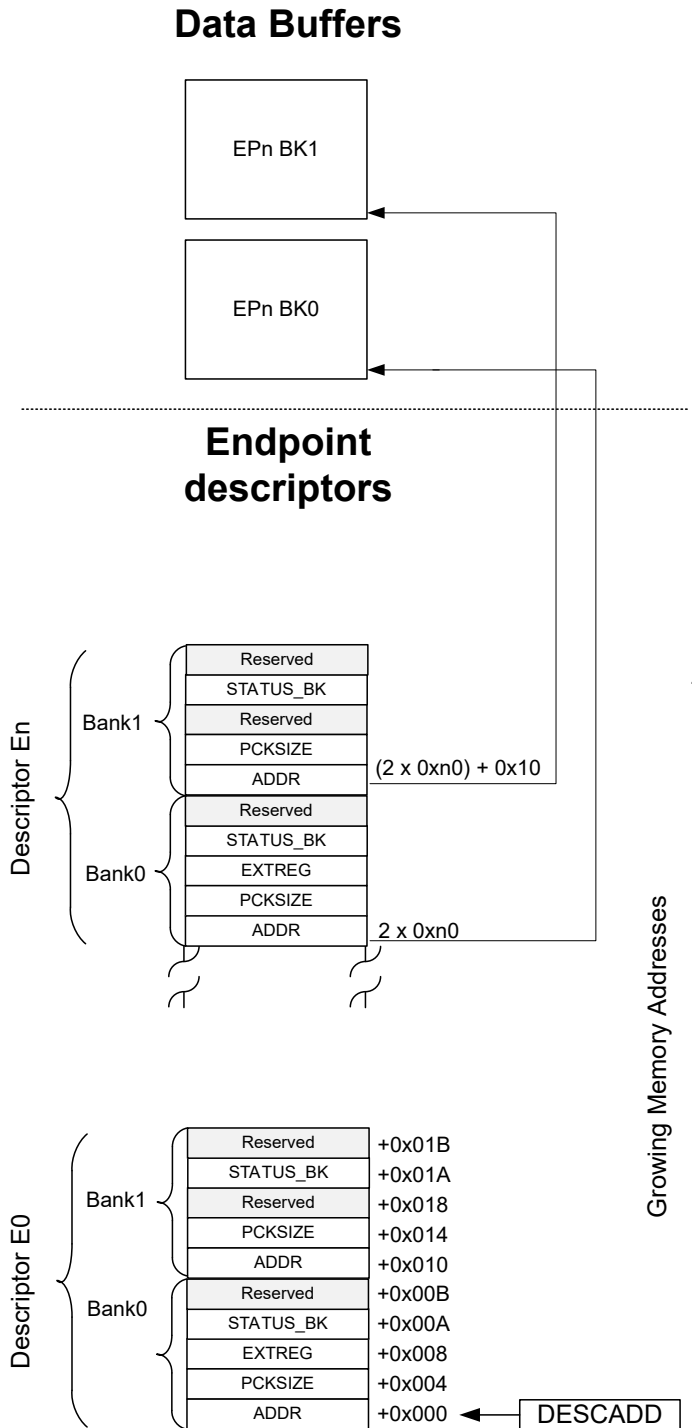 Data Buffers
EPn BK1
EPn BK0
Endpoint
descriptors
Descriptor En
Bank1
Reserved
STATUS_BK
Reserved
PCKSIZE
ADDR (2 x 0xn0) + 0x10
Bank0
Reserved
STATUS_BK
EXTREG
PCKSIZE
ADDR 2 x 0xn0
Growing Memory Addresses
Descriptor E0
Bank1
Reserved +0x01B
STATUS_BK +0x01A
Reserved +0x018
PCKSIZE +0x014
ADDR +0x010
Bank0
Reserved +0x00B
STATUS_BK +0x00A
EXTREG +0x008
PCKSIZE +0x004
ADDR +0x000 DESCADD